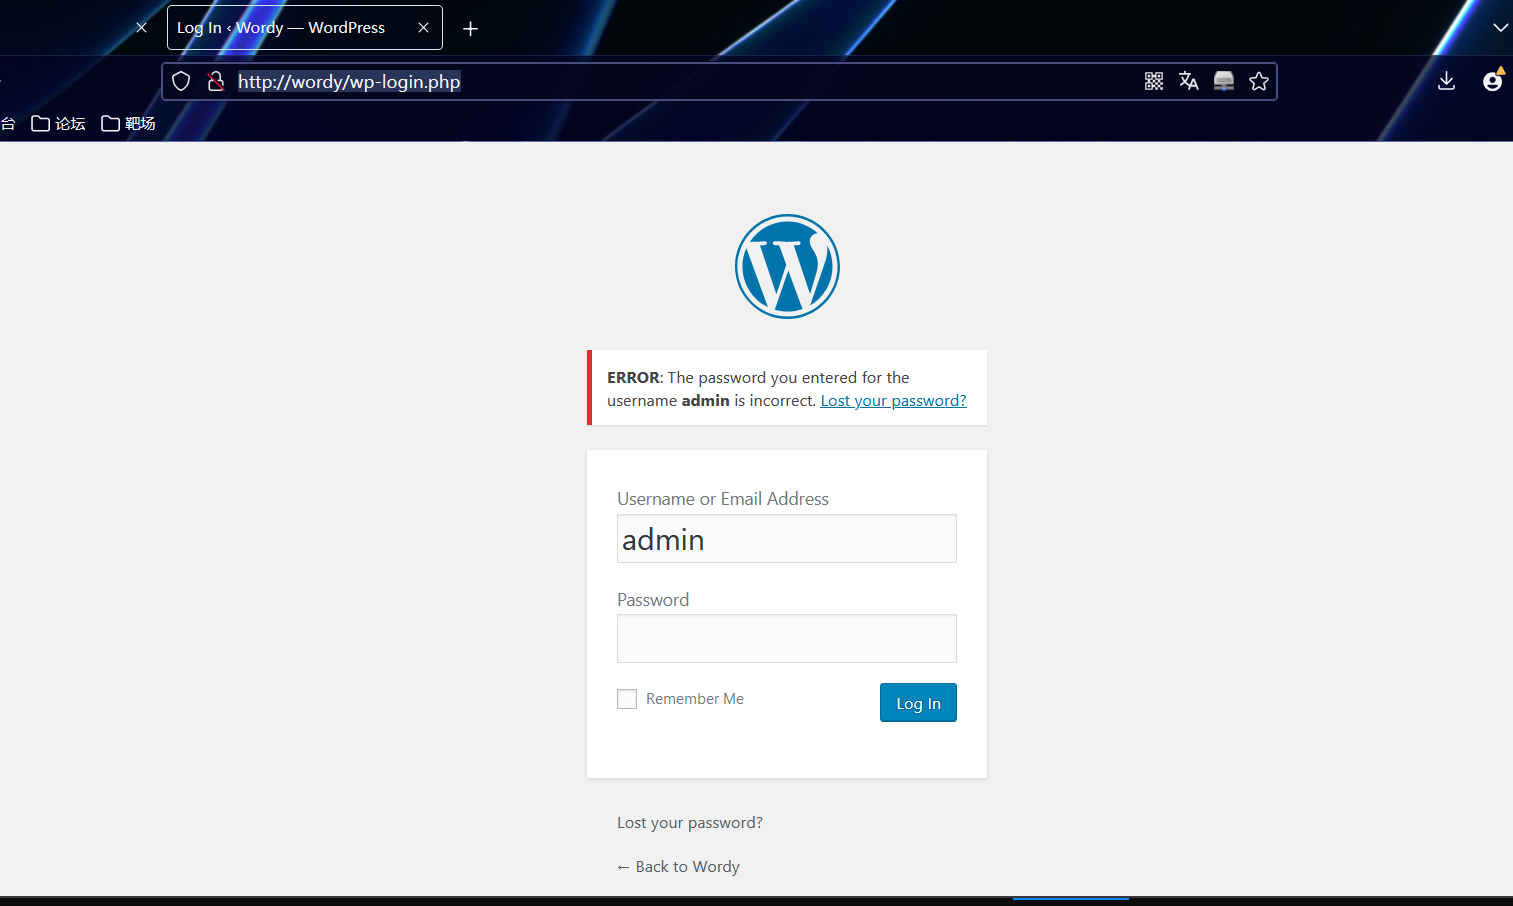 Log In ‹ Wordy — WordPress
http://wordy/wp-login.php
台 论坛 靶场
ERROR: The password you entered for the
username admin is incorrect. Lost your password?
Username or Email Address
admin
Password
Remember Me
Log In
Lost your password?
← Back to Wordy